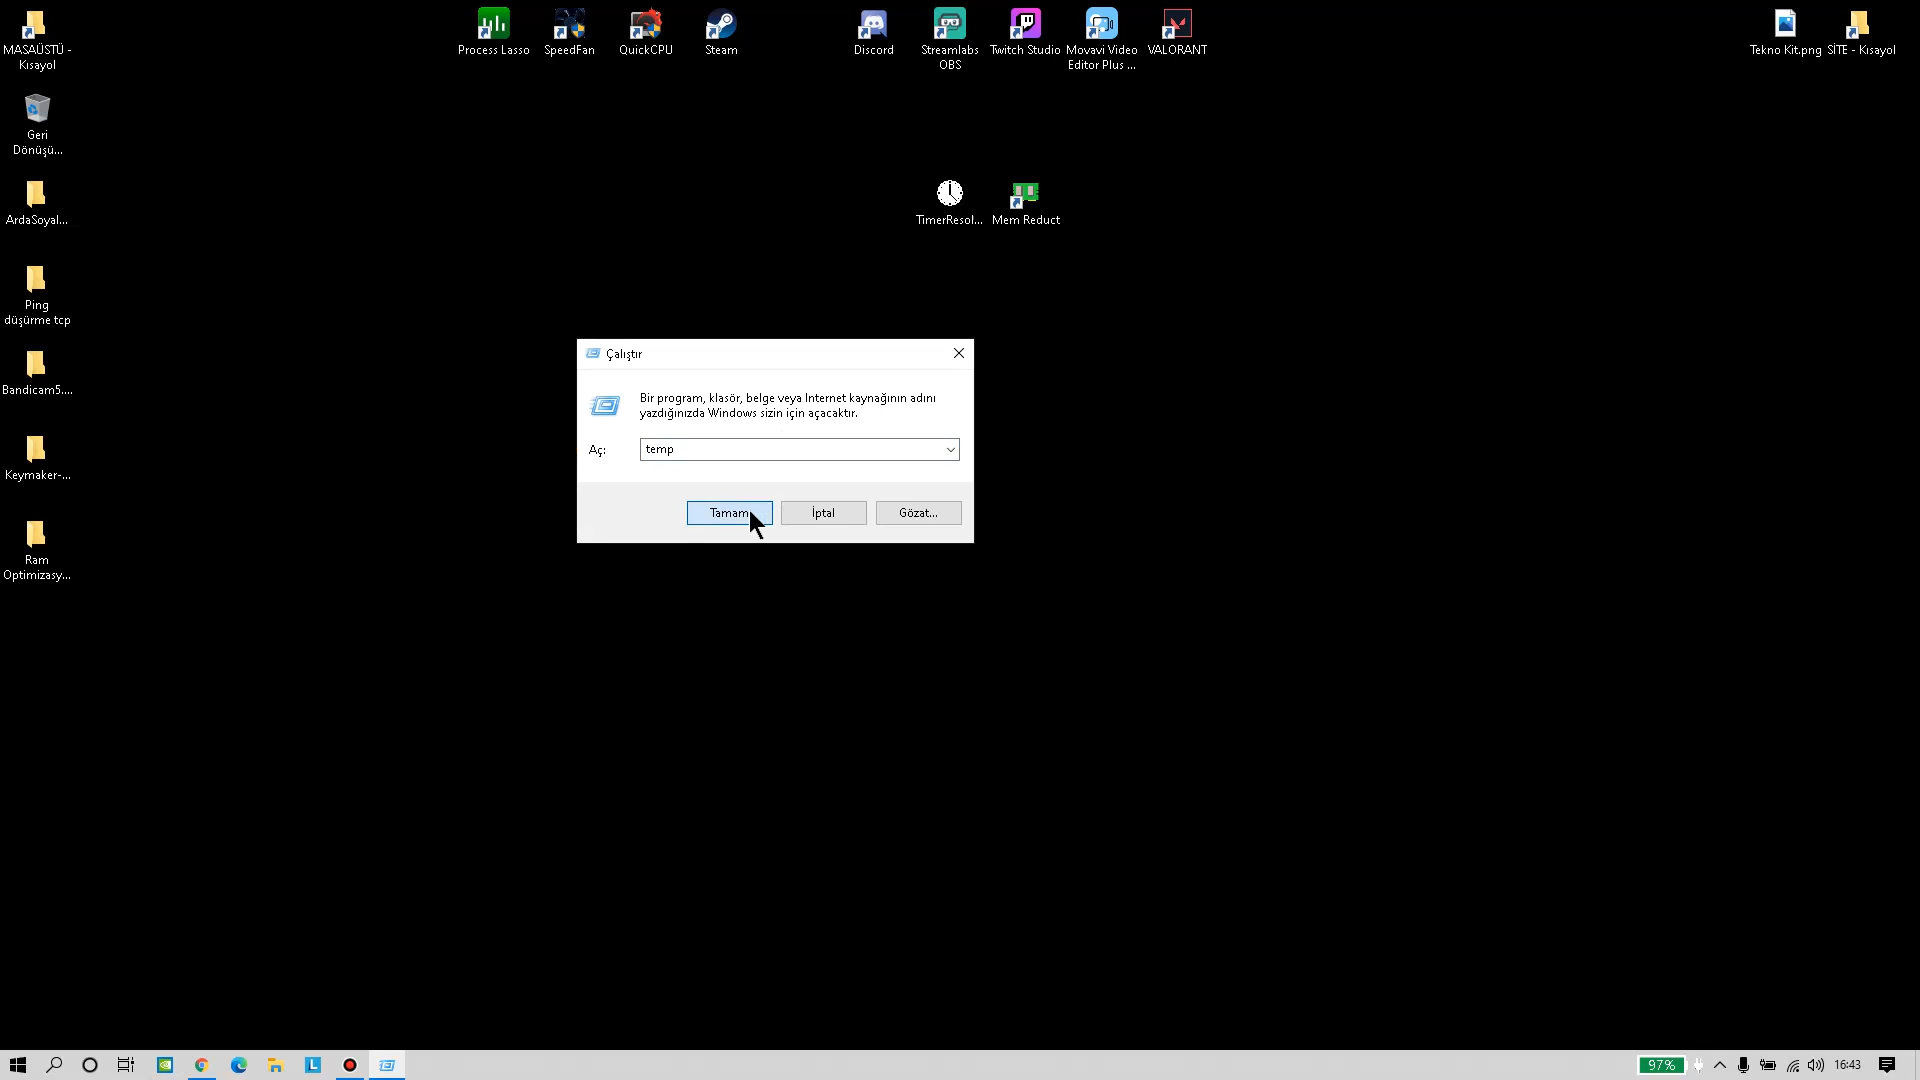 MASAÜSTÜ -
Kısayol
Process Lasso
SpeedFan
QuickCPU
Steam
Discord
Streamlabs
OBS
Twitch Studio
Movavi Video
Editor Plus ...
VALORANT
Tekno Kit.png
SİTE - Kısayol
Geri
Dönüşü...
ArdaSoyal...
TimerResol...
Mem Reduct
Ping
düşürme tcp
Bandicam5....
Keymaker-...
Ram
Optimizasy...
Çalıştır
Bir program, klasör, belge veya Internet kaynağının adını
yazdığınızda Windows sizin için açacaktır.
Aç:
temp
Tamam
İptal
Gözat...
L
97%
16:43